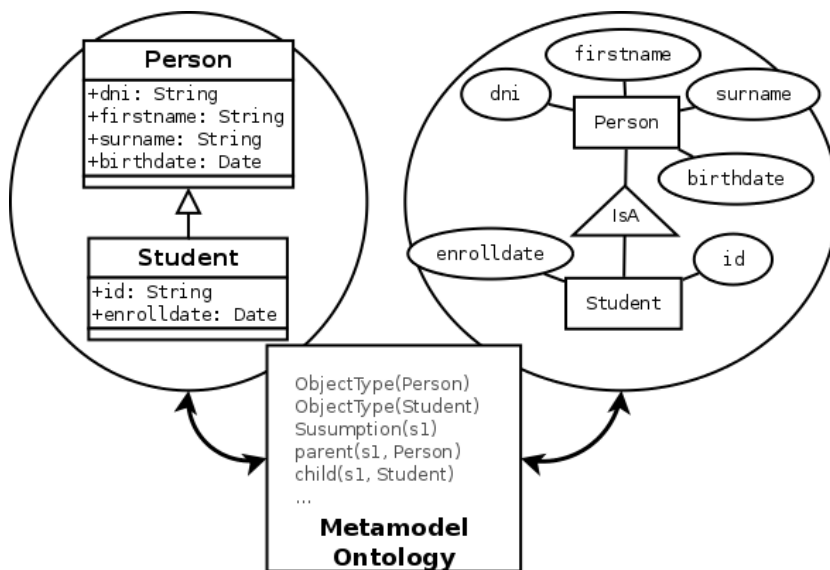 Person
+dni: String
+firstname: String
+surname: String
+birthdate: Date
Student
+id: String
+enrolldate: Date
firstname
dni
surname
Person
birthdate
IsA
enrolldate
id
Student
ObjectType(Person)
ObjectType(Student)
Susumption(s1)
parent(s1, Person)
child(s1, Student)
...
Metamodel
Ontology